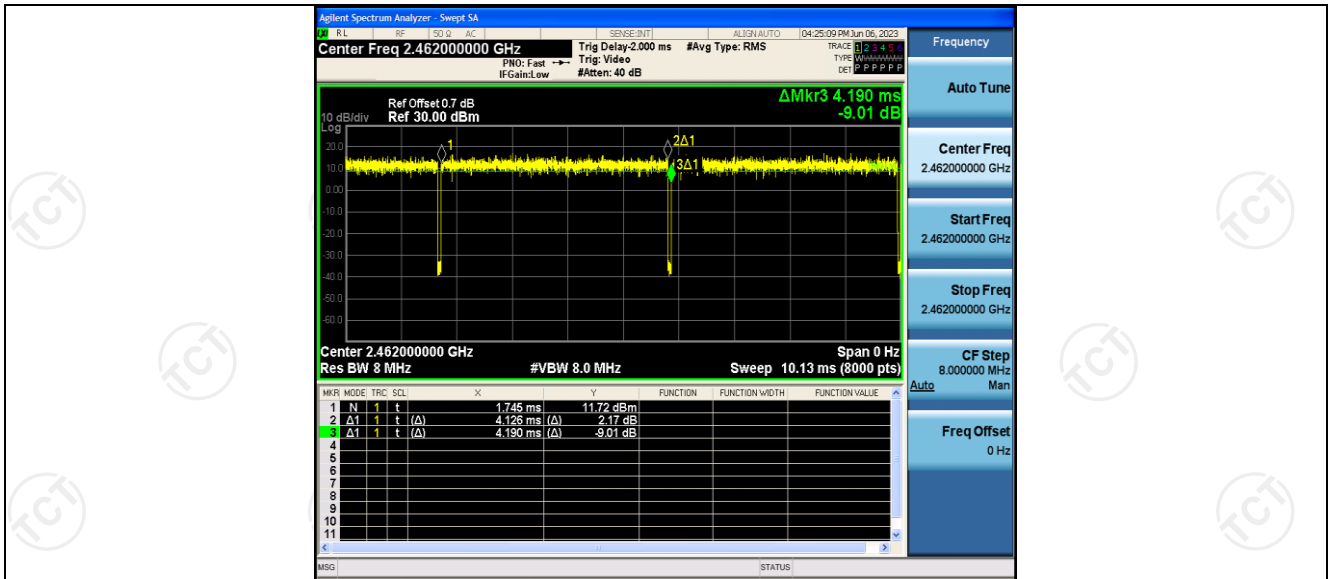 Agilent Spectrum Analyzer - Swept SA
RL RF 50 Ω AC SENSE:INT ALIGN AUTO 04:25:09 PM Jun 06, 2023
Center Freq 2.462000000 GHz
Trig Delay-2.000 ms #Avg Type: RMS
TRACE 1 2 3 4 5 6
PNO: Fast Trig: Video
TYPE W
IFGain:Low #Atten: 40 dB
DET P P P P P P
Frequency
Auto Tune
Center Freq
2.462000000 GHz
Start Freq
2.462000000 GHz
Stop Freq
2.462000000 GHz
CF Step
8.000000 MHz
Auto Man
Freq Offset
0 Hz
ΔMkr3 4.190 ms
-9.01 dB
Ref Offset 0.7 dB
10 dB/div Ref 30.00 dBm
Log
20.0
10.0
0.00
-10.0
-20.0
-30.0
-40.0
-50.0
-60.0
1
2Δ1
3Δ1
Center 2.462000000 GHz Span 0 Hz
Res BW 8 MHz #VBW 8.0 MHz Sweep 10.13 ms (8000 pts)
MKR MODE TRC SCL X Y FUNCTION FUNCTION WIDTH FUNCTION VALUE
1 N 1 t 1.745 ms 11.72 dBm
2 Δ1 1 t (Δ) 4.126 ms (Δ) 2.17 dB
3 Δ1 1 t (Δ) 4.190 ms (Δ) -9.01 dB
4
5
6
7
8
9
10
11
MSG STATUS
TCT
TCT
TCT
TCT
TCT
TCT